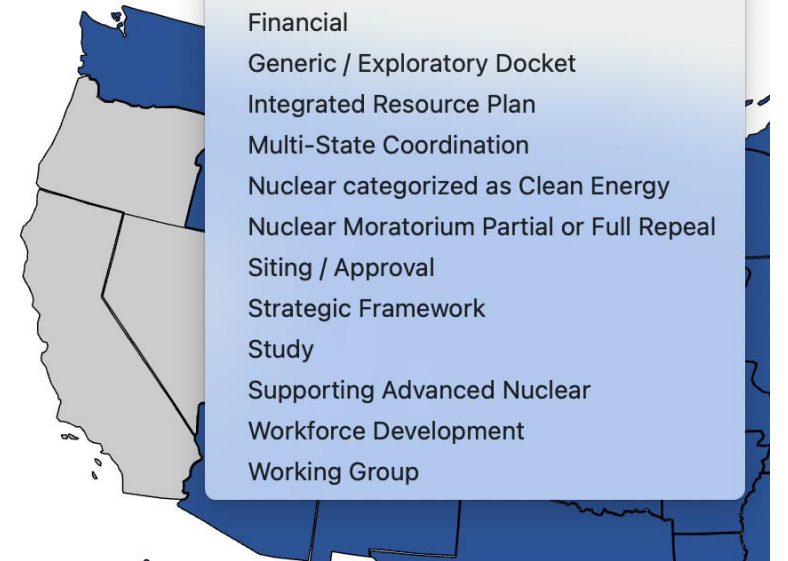 Financial
Generic / Exploratory Docket
Integrated Resource Plan
Multi-State Coordination
Nuclear categorized as Clean Energy
Nuclear Moratorium Partial or Full Repeal
Siting / Approval
Strategic Framework
Study
Supporting Advanced Nuclear
Workforce Development
Working Group